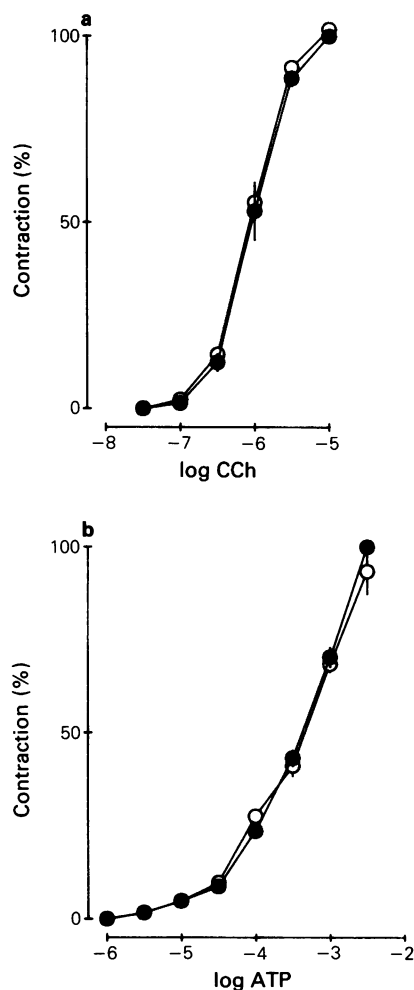 a
100
50
0
Contraction (%)
−8 −7 −6 −5
log CCh
b
100
50
0
Contraction (%)
−6 −5 −4 −3 −2
log ATP